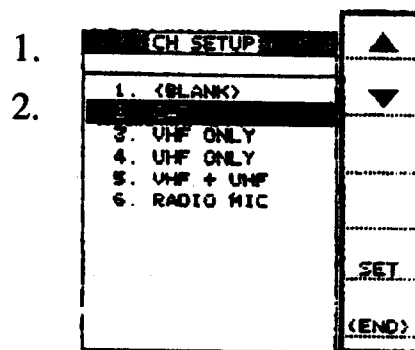 1.
CH SETUP
1. <BLANK>
2.
3. VHF ONLY
4. UHF ONLY
5. VHF + UHF
6. RADIO MIC
SET
<END>